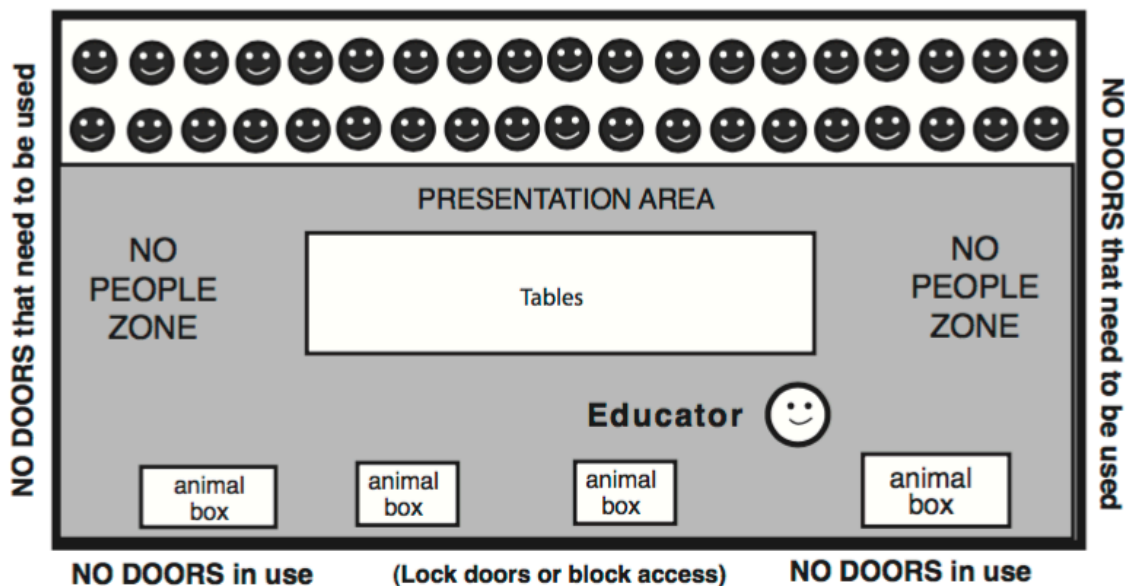 NO DOORS that need to be used
PRESENTATION AREA
NO
PEOPLE
ZONE
Tables
NO
PEOPLE
ZONE
NO DOORS that need to be used
Educator
animal
box
animal
box
animal
box
animal
box
NO DOORS in use
(Lock doors or block access)
NO DOORS in use